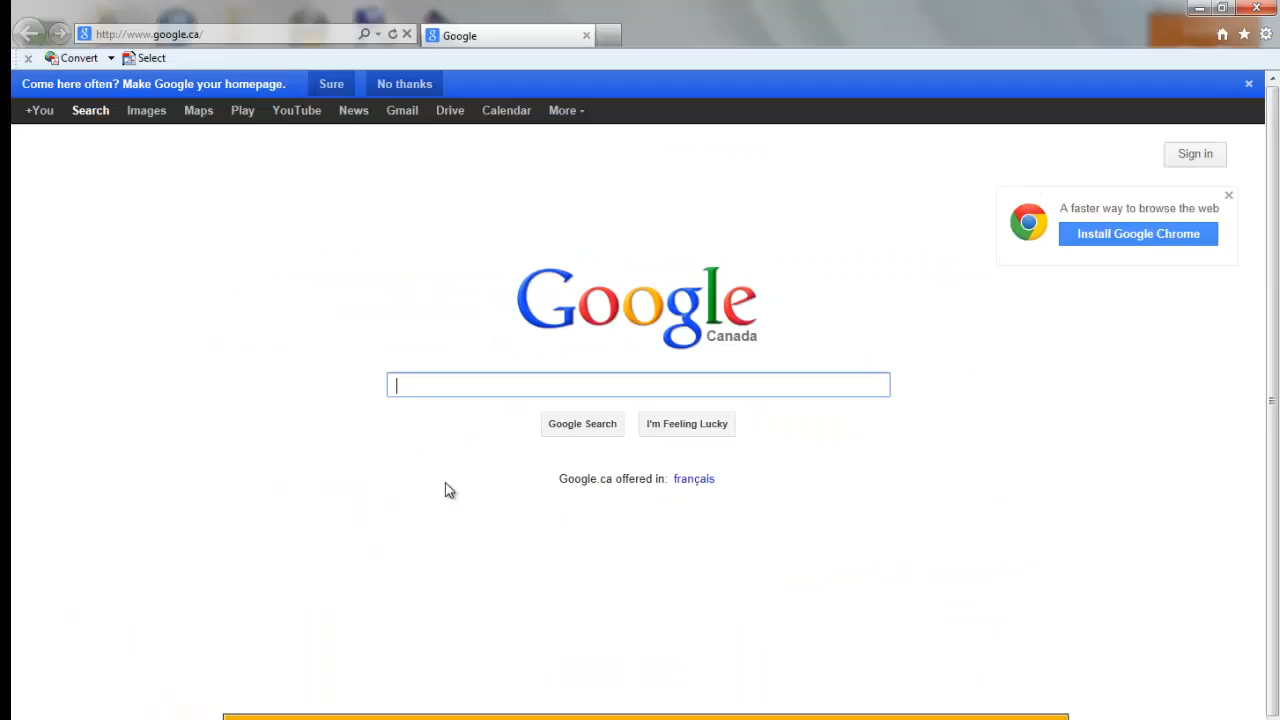 http://www.google.ca/
Google
Convert
Select
Come here often? Make Google your homepage.
Sure
No thanks
+You
Search
Images
Maps
Play
YouTube
News
Gmail
Drive
Calendar
More
Sign in
A faster way to browse the web
Install Google Chrome
Google
Canada
Google Search
I'm Feeling Lucky
Google.ca offered in: français